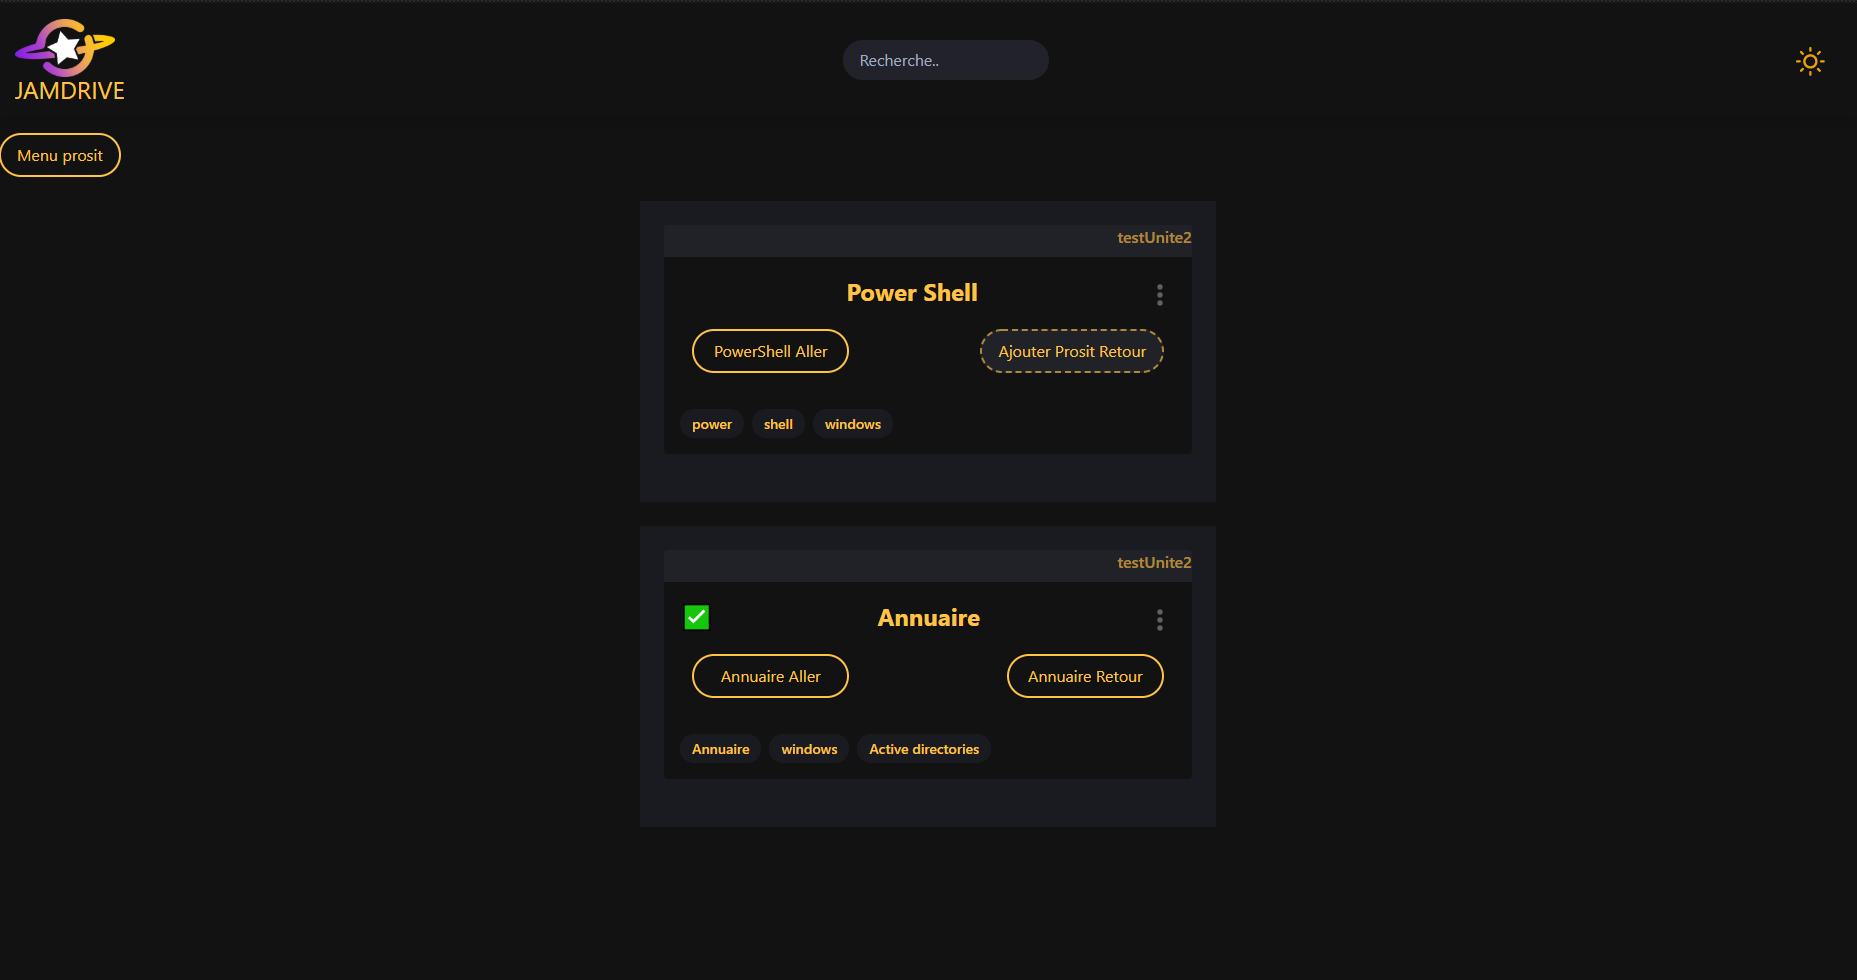 JAMDRIVE
Recherche..
Menu prosit
testUnite2
Power Shell
PowerShell Aller
Ajouter Prosit Retour
power shell windows
testUnite2
Annuaire
Annuaire Aller
Annuaire Retour
Annuaire windows Active directories